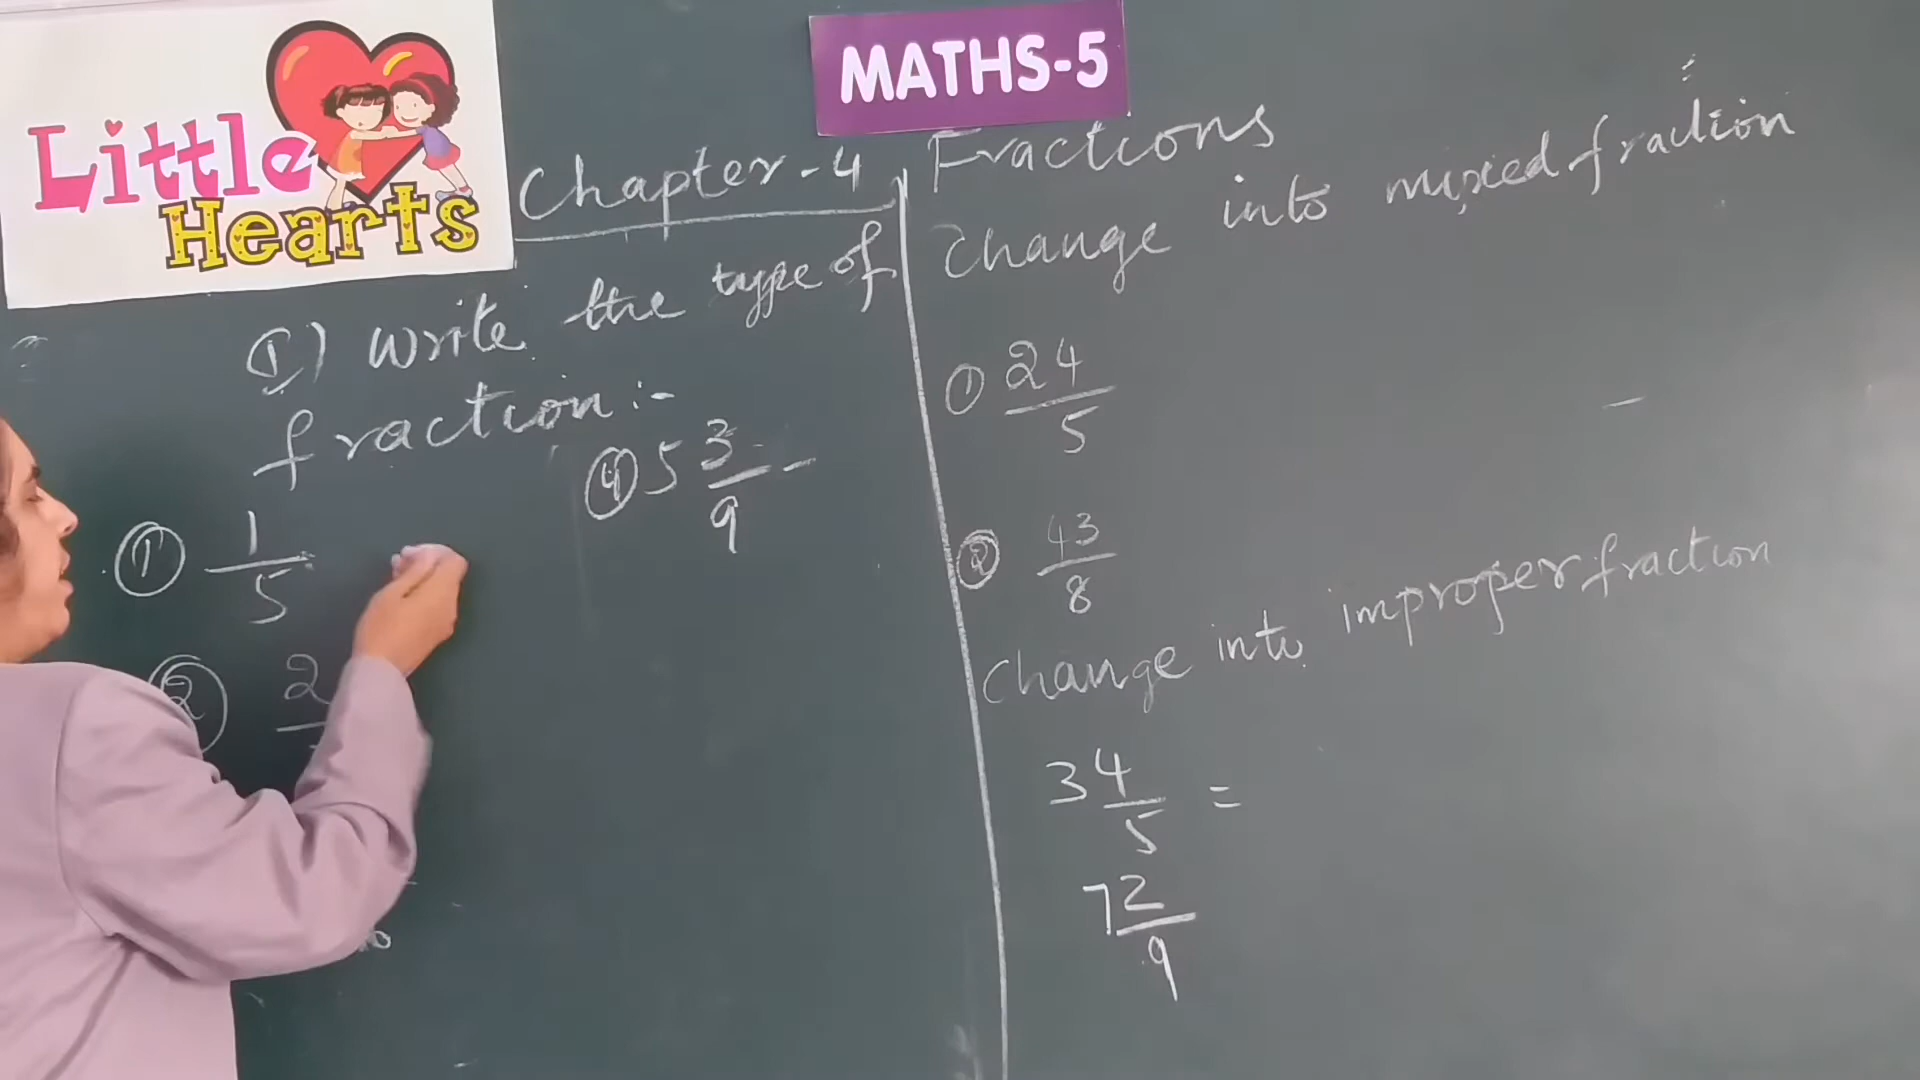 Little
Hearts
MATHS-5
Chapter-4
Fractions
I) Write the type of
fraction:-
① 1/5
② 2
④ 5 3/9
Change into mixed fraction
① 24/5
② 43/8
Change into improper fraction
3 4/5 =
7 2/9